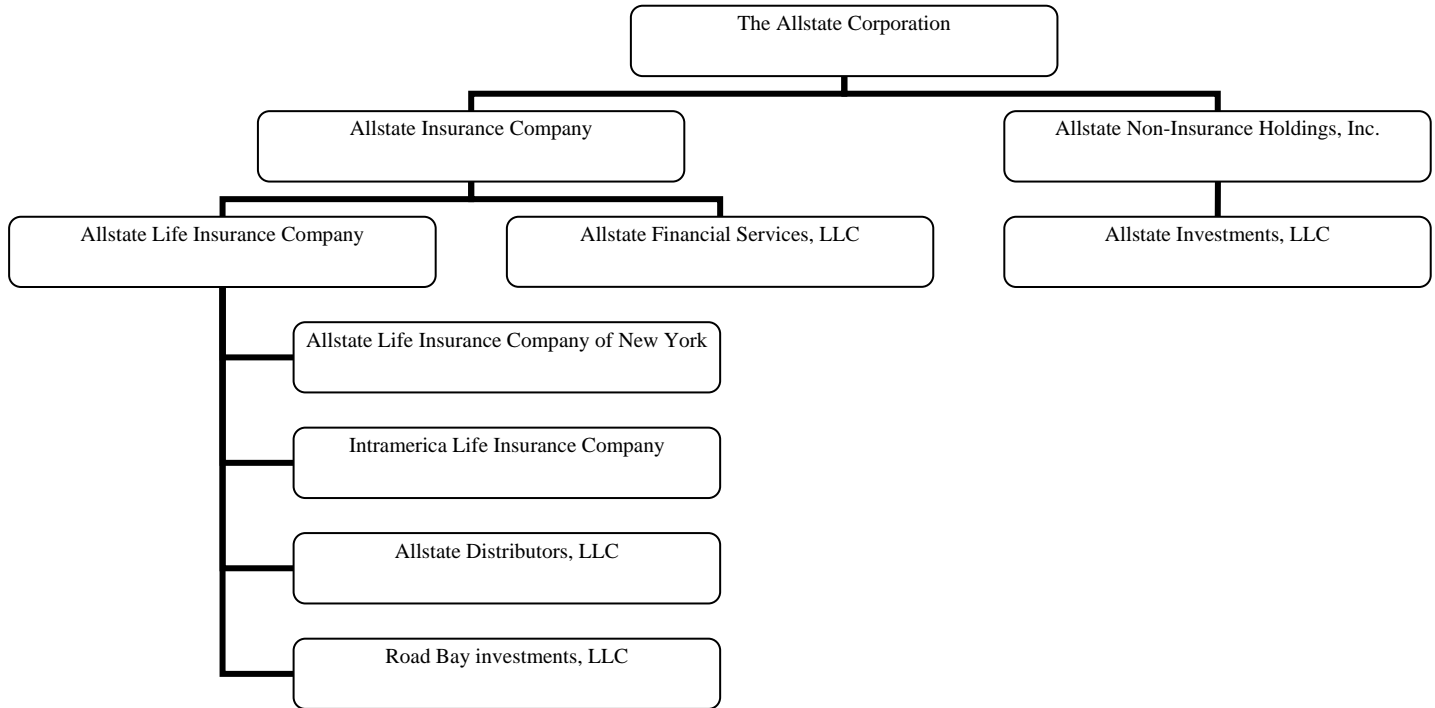 The Allstate Corporation
Allstate Insurance Company
Allstate Non-Insurance Holdings, Inc.
Allstate Life Insurance Company
Allstate Financial Services, LLC
Allstate Investments, LLC
Allstate Life Insurance Company of New York
Intramerica Life Insurance Company
Allstate Distributors, LLC
Road Bay investments, LLC